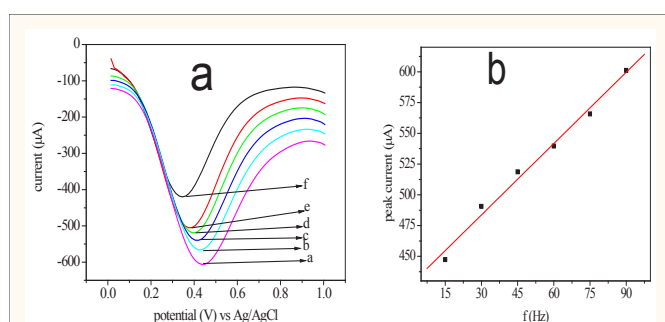 a
0
-100
-200
-300
-400
-500
-600
current (µA)
f
e
d
c
b
a
0.0 0.2 0.4 0.6 0.8 1.0
potential (V) vs Ag/AgCl
b
600
575
550
525
500
475
450
peak current (µA)
15 30 45 60 75 90
f (Hz)